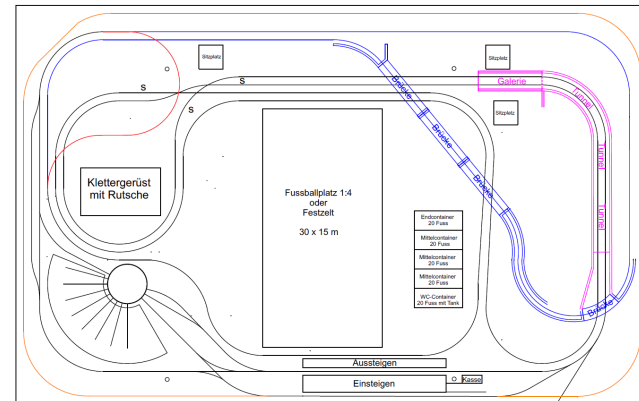 Sitzplatz
Sitzplatz
S
S
S
Galerie
Tunnel
Brücke
Sitzplatz
Brücke
Tunnel
Klettergerüst
mit Rutsche
Fussballplatz 1:4
oder
Festzelt
30 x 15 m
Brücke
Tunnel
Endcontainer
20 Fuss
Mittelcontainer
20 Fuss
Mittelcontainer
20 Fuss
Mittelcontainer
20 Fuss
WC-Container
20 Fuss mit Tank
Brücke
Aussteigen
Einsteigen
Kasse